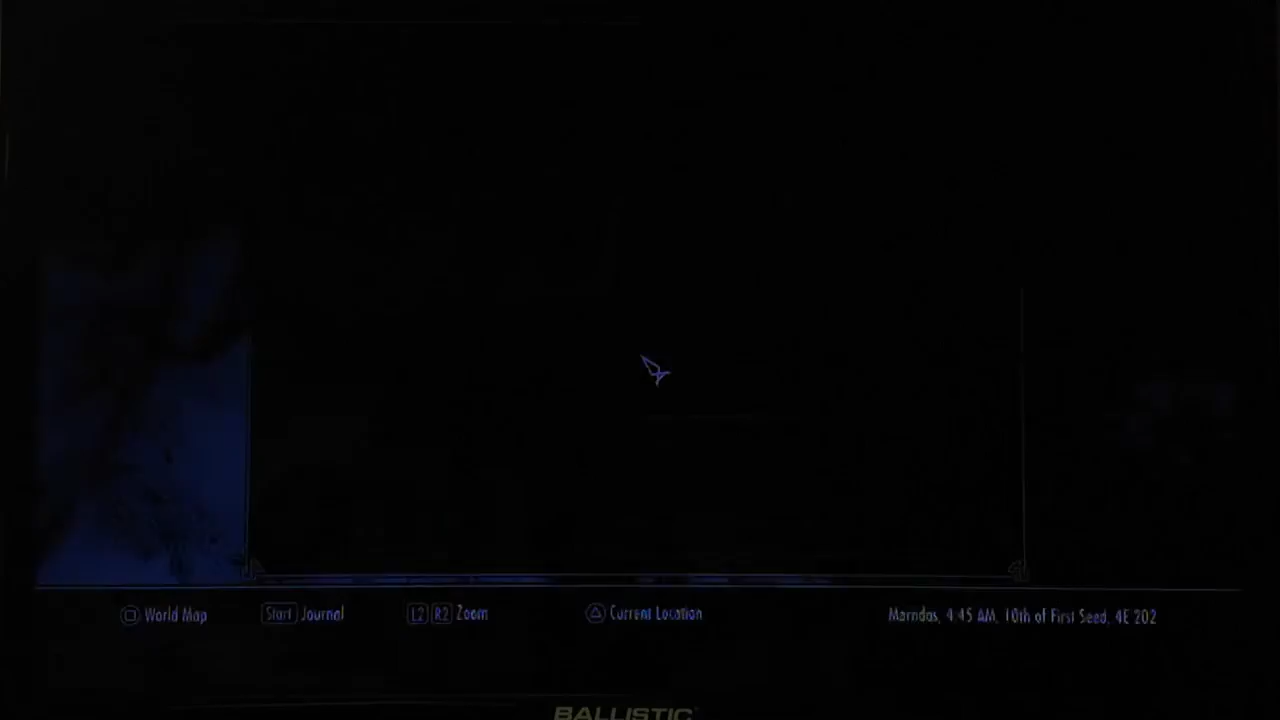 World Map Start Journal L2 R2 Zoom Current Location Morndas, 4:45 AM, 10th of First Seed, 4E 202
BALLISTIC